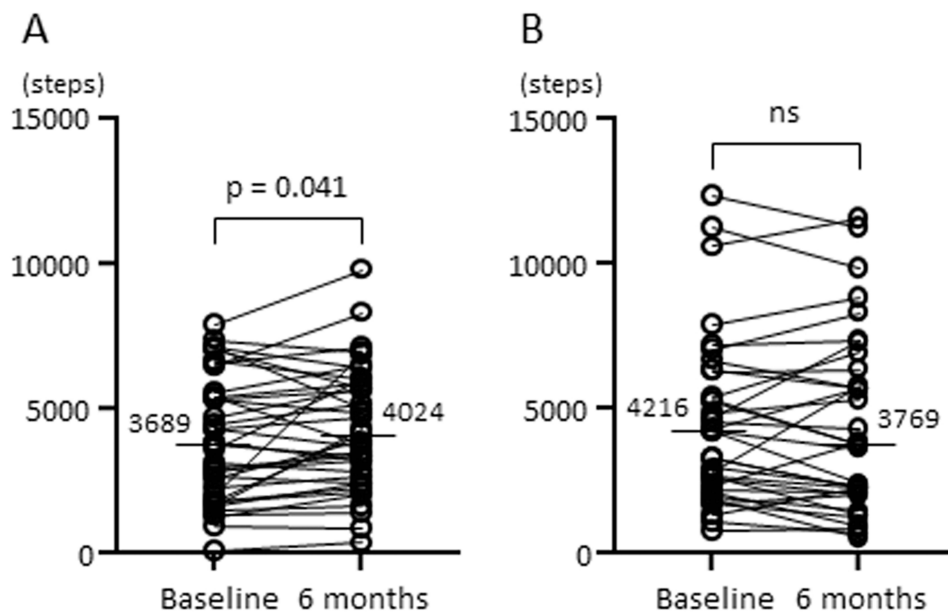 A
(steps)
15000
10000
5000
0
p = 0.041
3689
4024
Baseline 6 months
B
(steps)
15000
10000
5000
0
ns
4216
3769
Baseline 6 months